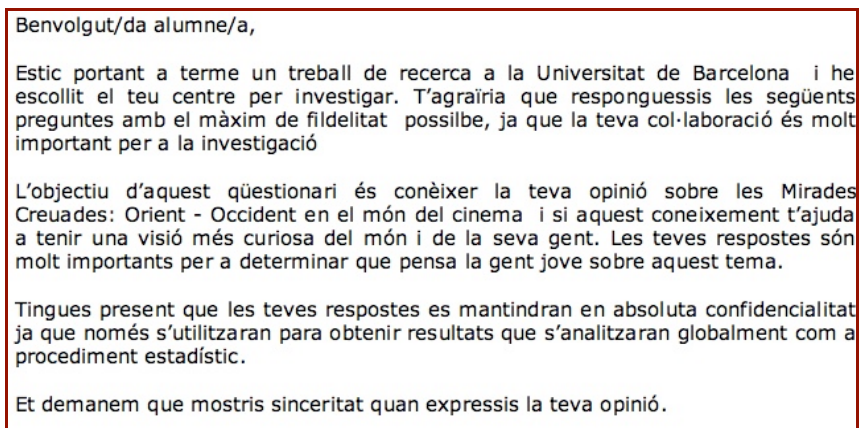 Benvolgut/da alumne/a,
Estic portant a terme un treball de recerca a la Universitat de Barcelona i he
escollit el teu centre per investigar. T'agraïria que responguessis les següents
preguntes amb el màxim de fildelitat possilbe, ja que la teva col·laboració és molt
important per a la investigació
L'objectiu d'aquest qüestionari és conèixer la teva opinió sobre les Mirades
Creuades: Orient - Occident en el món del cinema i si aquest coneixement t'ajuda
a tenir una visió més curiosa del món i de la seva gent. Les teves respostes són
molt importants per a determinar que pensa la gent jove sobre aquest tema.
Tingues present que les teves respostes es mantindran en absoluta confidencialitat
ja que només s'utilitzaran para obtenir resultats que s'analitzaran globalment com a
procediment estadístic.
Et demanem que mostris sinceritat quan expressis la teva opinió.